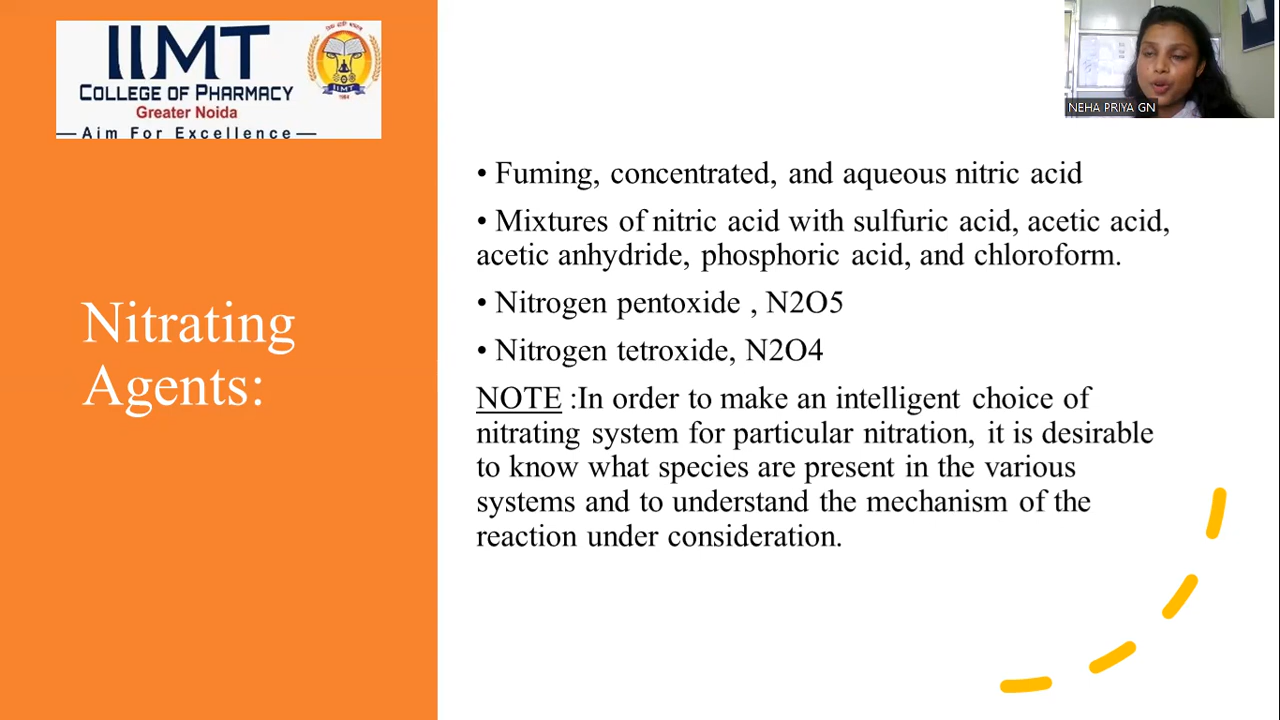 IIMT
COLLEGE OF PHARMACY
Greater Noida
—Aim For Excellence—
IIMT
NEHA PRIYA GN
Nitrating
Agents:
• Fuming, concentrated, and aqueous nitric acid
• Mixtures of nitric acid with sulfuric acid, acetic acid,
acetic anhydride, phosphoric acid, and chloroform.
• Nitrogen pentoxide , N2O5
• Nitrogen tetroxide, N2O4
NOTE :In order to make an intelligent choice of
nitrating system for particular nitration, it is desirable
to know what species are present in the various
systems and to understand the mechanism of the
reaction under consideration.